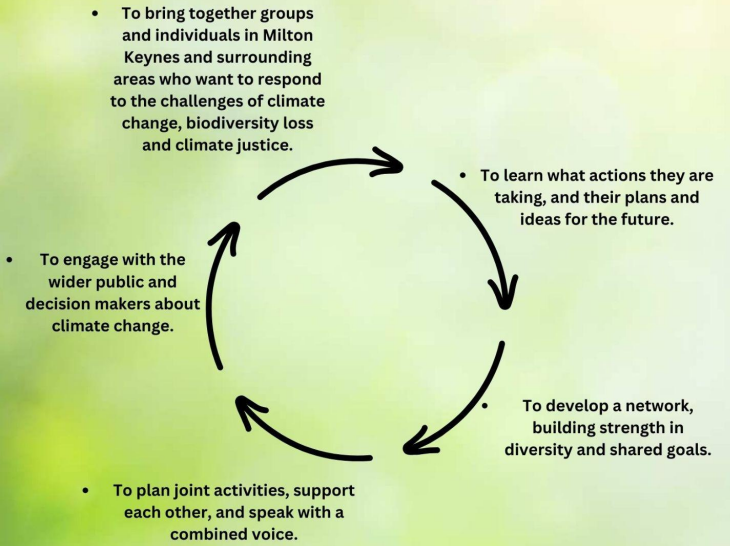 • To bring together groups
and individuals in Milton
Keynes and surrounding
areas who want to respond
to the challenges of climate
change, biodiversity loss
and climate justice.
• To learn what actions they are
taking, and their plans and
ideas for the future.
• To develop a network,
building strength in
diversity and shared goals.
• To plan joint activities, support
each other, and speak with a
combined voice.
• To engage with the
wider public and
decision makers about
climate change.